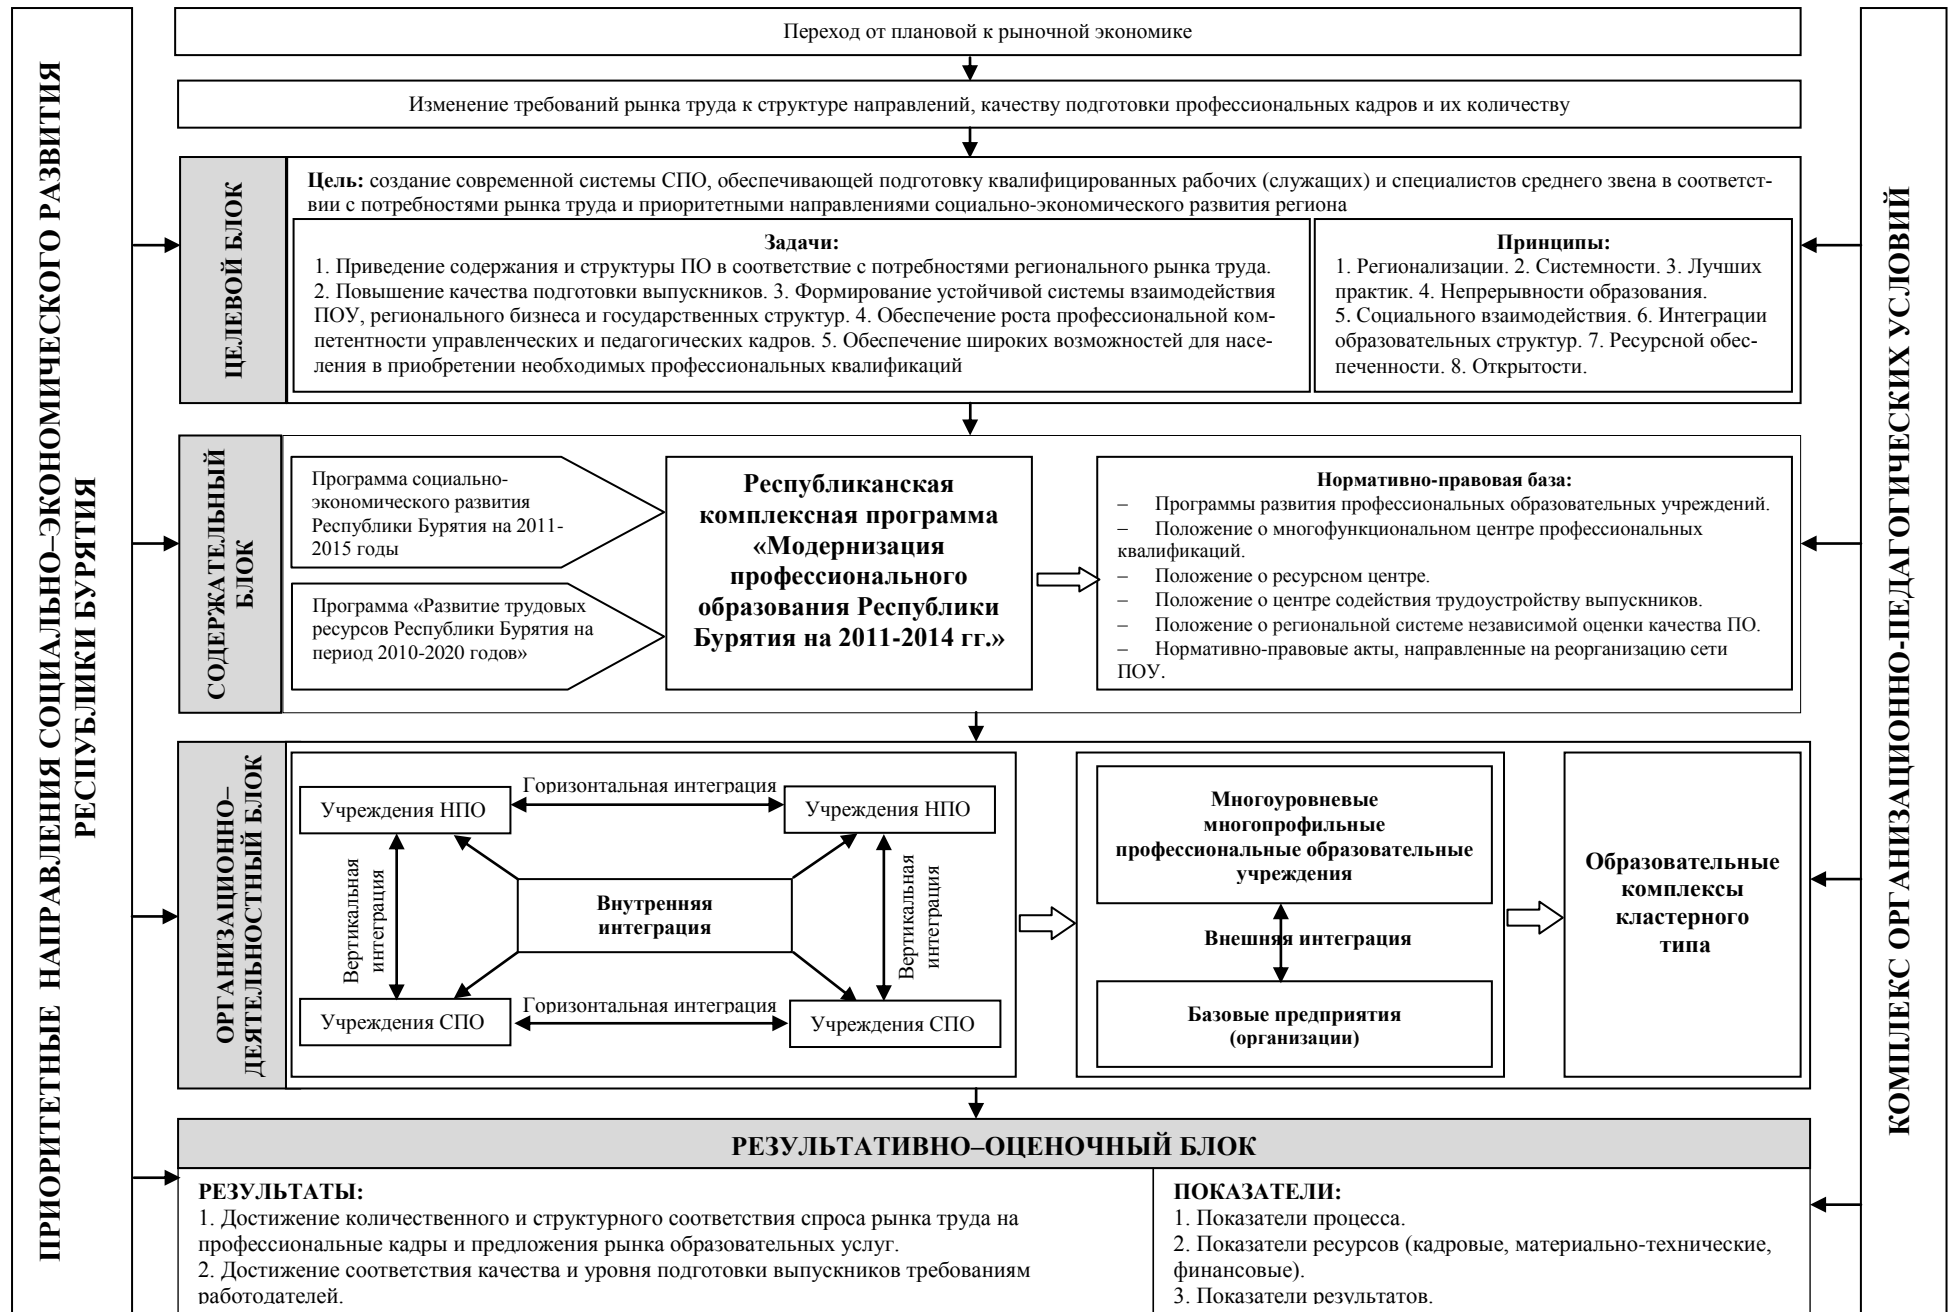 ПРИОРИТЕТНЫЕ НАПРАВЛЕНИЯ СОЦИАЛЬНО–ЭКОНОМИЧЕСКОГО РАЗВИТИЯ
РЕСПУБЛИКИ БУРЯТИЯ
Переход от плановой к рыночной экономике
Изменение требований рынка труда к структуре направлений, качеству подготовки профессиональных кадров и их количеству
ЦЕЛЕВОЙ БЛОК
Цель: создание современной системы СПО, обеспечивающей подготовку квалифицированных рабочих (служащих) и специалистов среднего звена в соответст-
вии с потребностями рынка труда и приоритетными направлениями социально-экономического развития региона
Задачи:
1. Приведение содержания и структуры ПО в соответствие с потребностями регионального рынка труда.
2. Повышение качества подготовки выпускников. 3. Формирование устойчивой системы взаимодействия
ПОУ, регионального бизнеса и государственных структур. 4. Обеспечение роста профессиональной ком-
петентности управленческих и педагогических кадров. 5. Обеспечение широких возможностей для насе-
ления в приобретении необходимых профессиональных квалификаций
Принципы:
1. Регионализации. 2. Системности. 3. Лучших
практик. 4. Непрерывности образования.
5. Социального взаимодействия. 6. Интеграции
образовательных структур. 7. Ресурсной обес-
печенности. 8. Открытости.
СОДЕРЖАТЕЛЬНЫЙ
БЛОК
Программа социально-
экономического развития
Республики Бурятия на 2011-
2015 годы
Программа «Развитие трудовых
ресурсов Республики Бурятия на
период 2010-2020 годов»
Республиканская
комплексная программа
«Модернизация
профессионального
образования Республики
Бурятия на 2011-2014 гг.»
Нормативно-правовая база:
– Программы развития профессиональных образовательных учреждений.
– Положение о многофункциональном центре профессиональных
квалификаций.
– Положение о ресурсном центре.
– Положение о центре содействия трудоустройству выпускников.
– Положение о региональной системе независимой оценки качества ПО.
– Нормативно-правовые акты, направленные на реорганизацию сети
ПОУ.
ОРГАНИЗАЦИОННО–
ДЕЯТЕЛЬНОСТНЫЙ БЛОК
Учреждения НПО
Горизонтальная интеграция
Учреждения НПО
Вертикальная
интеграция
Внутренняя
интеграция
Вертикальная
интеграция
Учреждения СПО
Горизонтальная интеграция
Учреждения СПО
Многоуровневые
многопрофильные
профессиональные образовательные
учреждения
Внешняя интеграция
Базовые предприятия
(организации)
Образовательные
комплексы
кластерного
типа
РЕЗУЛЬТАТИВНО–ОЦЕНОЧНЫЙ БЛОК
РЕЗУЛЬТАТЫ:
1. Достижение количественного и структурного соответствия спроса рынка труда на
профессиональные кадры и предложения рынка образовательных услуг.
2. Достижение соответствия качества и уровня подготовки выпускников требованиям
работодателей.
ПОКАЗАТЕЛИ:
1. Показатели процесса.
2. Показатели ресурсов (кадровые, материально-технические,
финансовые).
3. Показатели результатов.
КОМПЛЕКС ОРГАНИЗАЦИОННО-ПЕДАГОГИЧЕСКИХ УСЛОВИЙ